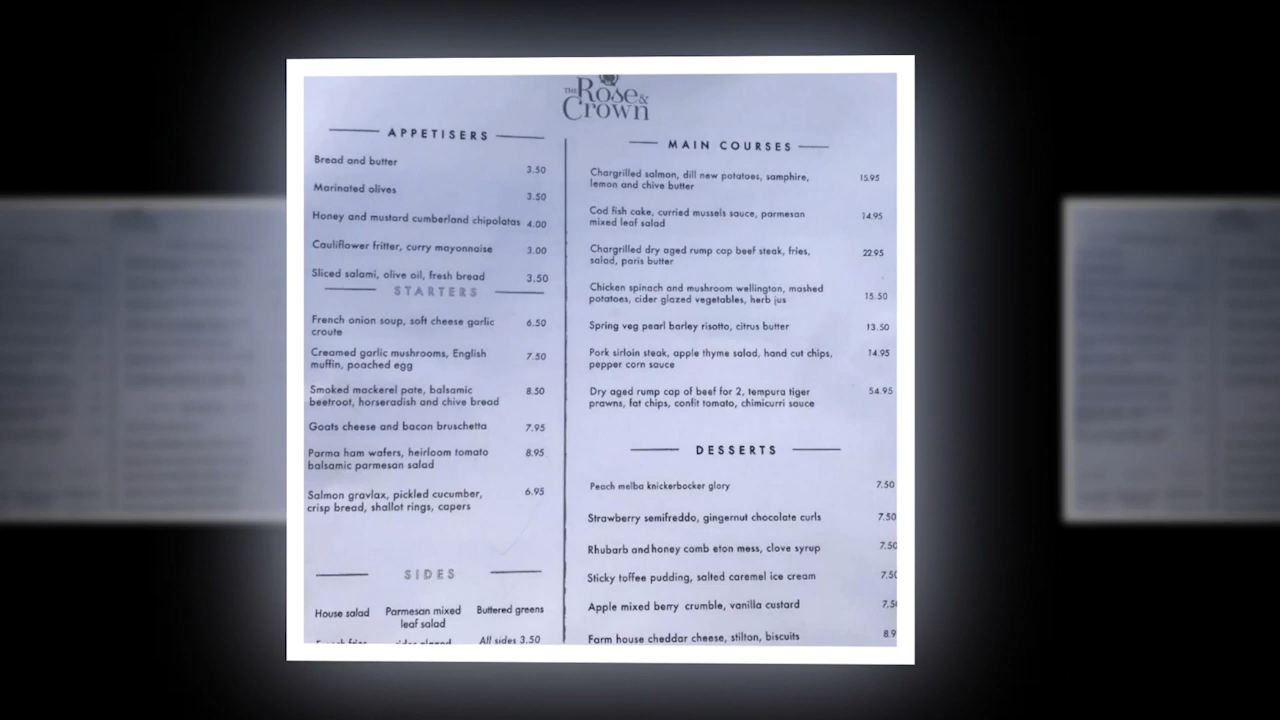 THE Rose &
Crown
APPETISERS
Bread and butter 3.50
Marinated olives 3.50
Honey and mustard cumberland chipolatas 4.00
Cauliflower fritter, curry mayonnaise 3.00
Sliced salami, olive oil, fresh bread 3.50
STARTERS
French onion soup, soft cheese garlic 6.50
croute
Creamed garlic mushrooms, English 7.50
muffin, poached egg
Smoked mackerel pate, balsamic 8.50
beetroot, horseradish and chive bread
Goats cheese and bacon bruschetta 7.95
Parma ham wafers, heirloom tomato 8.95
balsamic parmesan salad
Salmon gravlax, pickled cucumber, 6.95
crisp bread, shallot rings, capers
SIDES
House salad Parmesan mixed Buttered greens
leaf salad
All sides 3.50
MAIN COURSES
Chargrilled salmon, dill new potatoes, samphire, 15.95
lemon and chive butter
Cod fish cake, curried mussels sauce, parmesan 14.95
mixed leaf salad
Chargrilled dry aged rump cap beef steak, fries, 22.95
salad, paris butter
Chicken spinach and mushroom wellington, mashed
potatoes, cider glazed vegetables, herb jus 15.50
Spring veg pearl barley risotto, citrus butter 13.50
Pork sirloin steak, apple thyme salad, hand cut chips, 14.95
pepper corn sauce
Dry aged rump cap of beef for 2, tempura tiger 54.95
prawns, fat chips, confit tomato, chimicurri sauce
DESSERTS
Peach melba knickerbocker glory 7.50
Strawberry semifreddo, gingernut chocolate curls 7.50
Rhubarb and honey comb eton mess, clove syrup 7.50
Sticky toffee pudding, salted caramel ice cream 7.50
Apple mixed berry crumble, vanilla custard 7.5
Farm house cheddar cheese, stilton, biscuits 8.9